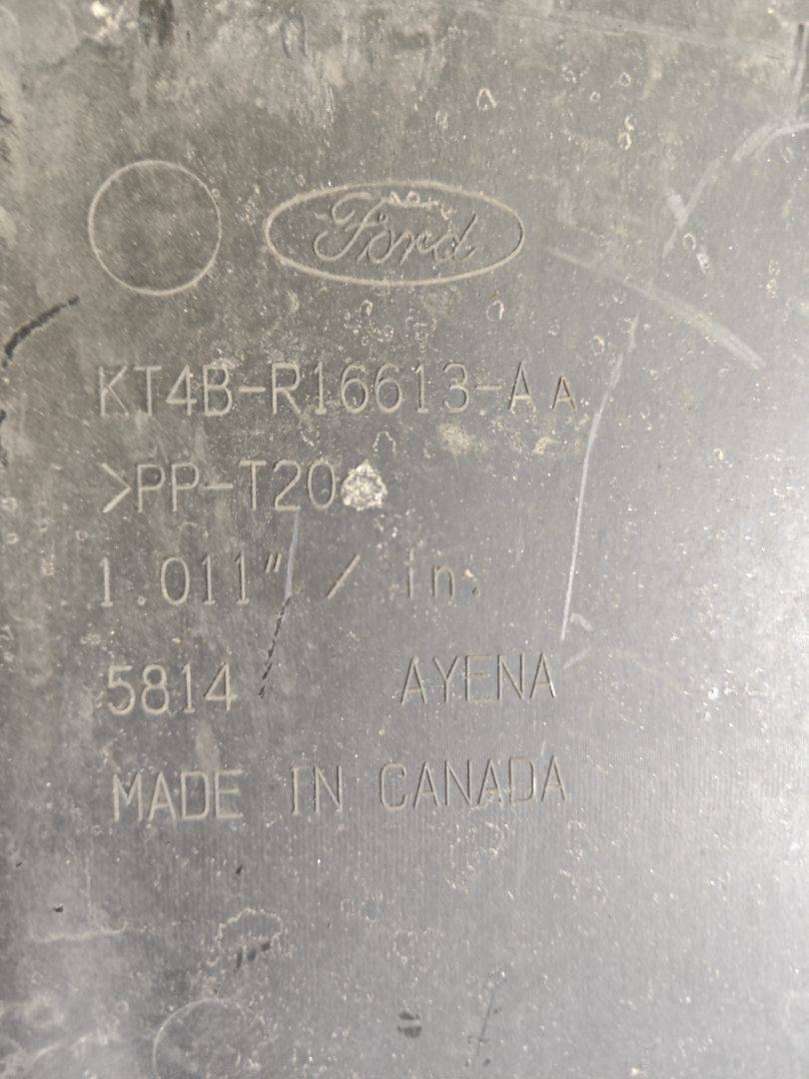 Ford
KT4B-R16613-AA
>PP-T20
1.011" / in.
5814 AYENA
MADE IN CANADA